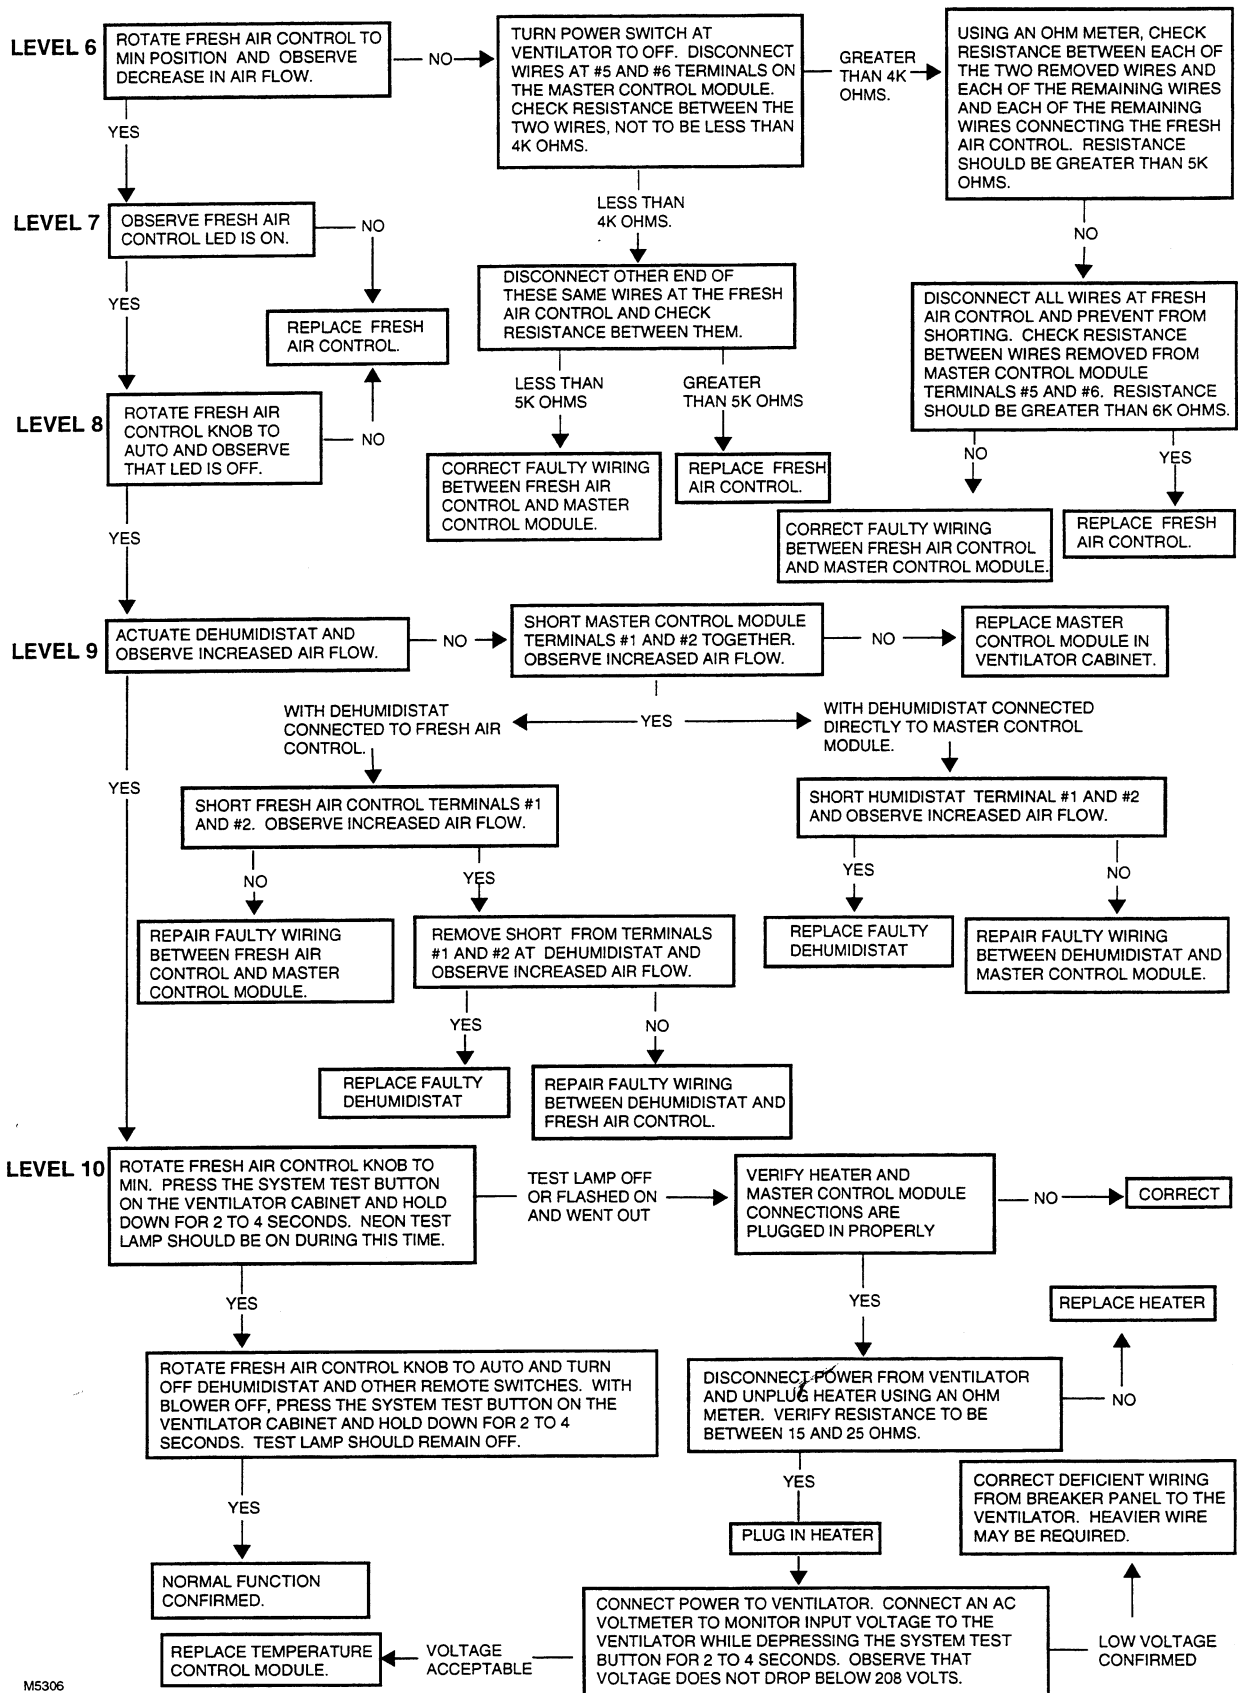 LEVEL 6
ROTATE FRESH AIR CONTROL TO
MIN POSITION AND OBSERVE
DECREASE IN AIR FLOW.
NO
TURN POWER SWITCH AT
VENTILATOR TO OFF. DISCONNECT
WIRES AT #5 AND #6 TERMINALS ON
THE MASTER CONTROL MODULE.
CHECK RESISTANCE BETWEEN THE
TWO WIRES, NOT TO BE LESS THAN
4K OHMS.
GREATER
THAN 4K
OHMS.
USING AN OHM METER, CHECK
RESISTANCE BETWEEN EACH OF
THE TWO REMOVED WIRES AND
EACH OF THE REMAINING WIRES
AND EACH OF THE REMAINING
WIRES CONNECTING THE FRESH
AIR CONTROL. RESISTANCE
SHOULD BE GREATER THAN 5K
OHMS.
YES
LESS THAN
4K OHMS.
NO
LEVEL 7
OBSERVE FRESH AIR
CONTROL LED IS ON.
NO
YES
REPLACE FRESH
AIR CONTROL.
DISCONNECT OTHER END OF
THESE SAME WIRES AT THE FRESH
AIR CONTROL AND CHECK
RESISTANCE BETWEEN THEM.
DISCONNECT ALL WIRES AT FRESH
AIR CONTROL AND PREVENT FROM
SHORTING. CHECK RESISTANCE
BETWEEN WIRES REMOVED FROM
MASTER CONTROL MODULE
TERMINALS #5 AND #6. RESISTANCE
SHOULD BE GREATER THAN 6K OHMS.
LESS THAN
5K OHMS
GREATER
THAN 5K OHMS
LEVEL 8
ROTATE FRESH AIR
CONTROL KNOB TO
AUTO AND OBSERVE
THAT LED IS OFF.
NO
CORRECT FAULTY WIRING
BETWEEN FRESH AIR
CONTROL AND MASTER
CONTROL MODULE.
REPLACE FRESH
AIR CONTROL.
NO
YES
CORRECT FAULTY WIRING
BETWEEN FRESH AIR CONTROL
AND MASTER CONTROL MODULE.
REPLACE FRESH
AIR CONTROL.
YES
LEVEL 9
ACTUATE DEHUMIDISTAT AND
OBSERVE INCREASED AIR FLOW.
NO
SHORT MASTER CONTROL MODULE
TERMINALS #1 AND #2 TOGETHER.
OBSERVE INCREASED AIR FLOW.
NO
REPLACE MASTER
CONTROL MODULE IN
VENTILATOR CABINET.
WITH DEHUMIDISTAT
CONNECTED TO FRESH AIR
CONTROL.
YES
WITH DEHUMIDISTAT CONNECTED
DIRECTLY TO MASTER CONTROL
MODULE.
YES
SHORT FRESH AIR CONTROL TERMINALS #1
AND #2. OBSERVE INCREASED AIR FLOW.
SHORT HUMIDISTAT TERMINAL #1 AND #2
AND OBSERVE INCREASED AIR FLOW.
NO
YES
YES
NO
REPAIR FAULTY WIRING
BETWEEN FRESH AIR
CONTROL AND MASTER
CONTROL MODULE.
REMOVE SHORT FROM TERMINALS
#1 AND #2 AT DEHUMIDISTAT AND
OBSERVE INCREASED AIR FLOW.
REPLACE FAULTY
DEHUMIDISTAT
REPAIR FAULTY WIRING
BETWEEN DEHUMIDISTAT AND
MASTER CONTROL MODULE.
YES
NO
REPLACE FAULTY
DEHUMIDISTAT
REPAIR FAULTY WIRING
BETWEEN DEHUMIDISTAT AND
FRESH AIR CONTROL.
LEVEL 10
ROTATE FRESH AIR CONTROL KNOB TO
MIN. PRESS THE SYSTEM TEST BUTTON
ON THE VENTILATOR CABINET AND HOLD
DOWN FOR 2 TO 4 SECONDS. NEON TEST
LAMP SHOULD BE ON DURING THIS TIME.
TEST LAMP OFF
OR FLASHED ON
AND WENT OUT
VERIFY HEATER AND
MASTER CONTROL MODULE
CONNECTIONS ARE
PLUGGED IN PROPERLY
NO
CORRECT
YES
YES
REPLACE HEATER
ROTATE FRESH AIR CONTROL KNOB TO AUTO AND TURN
OFF DEHUMIDISTAT AND OTHER REMOTE SWITCHES. WITH
BLOWER OFF, PRESS THE SYSTEM TEST BUTTON ON THE
VENTILATOR CABINET AND HOLD DOWN FOR 2 TO 4
SECONDS. TEST LAMP SHOULD REMAIN OFF.
DISCONNECT POWER FROM VENTILATOR
AND UNPLUG HEATER USING AN OHM
METER. VERIFY RESISTANCE TO BE
BETWEEN 15 AND 25 OHMS.
NO
YES
YES
CORRECT DEFICIENT WIRING
FROM BREAKER PANEL TO THE
VENTILATOR. HEAVIER WIRE
MAY BE REQUIRED.
PLUG IN HEATER
NORMAL FUNCTION
CONFIRMED.
CONNECT POWER TO VENTILATOR. CONNECT AN AC
VOLTMETER TO MONITOR INPUT VOLTAGE TO THE
VENTILATOR WHILE DEPRESSING THE SYSTEM TEST
BUTTON FOR 2 TO 4 SECONDS. OBSERVE THAT
VOLTAGE DOES NOT DROP BELOW 208 VOLTS.
REPLACE TEMPERATURE
CONTROL MODULE.
VOLTAGE
ACCEPTABLE
LOW VOLTAGE
CONFIRMED
M5306